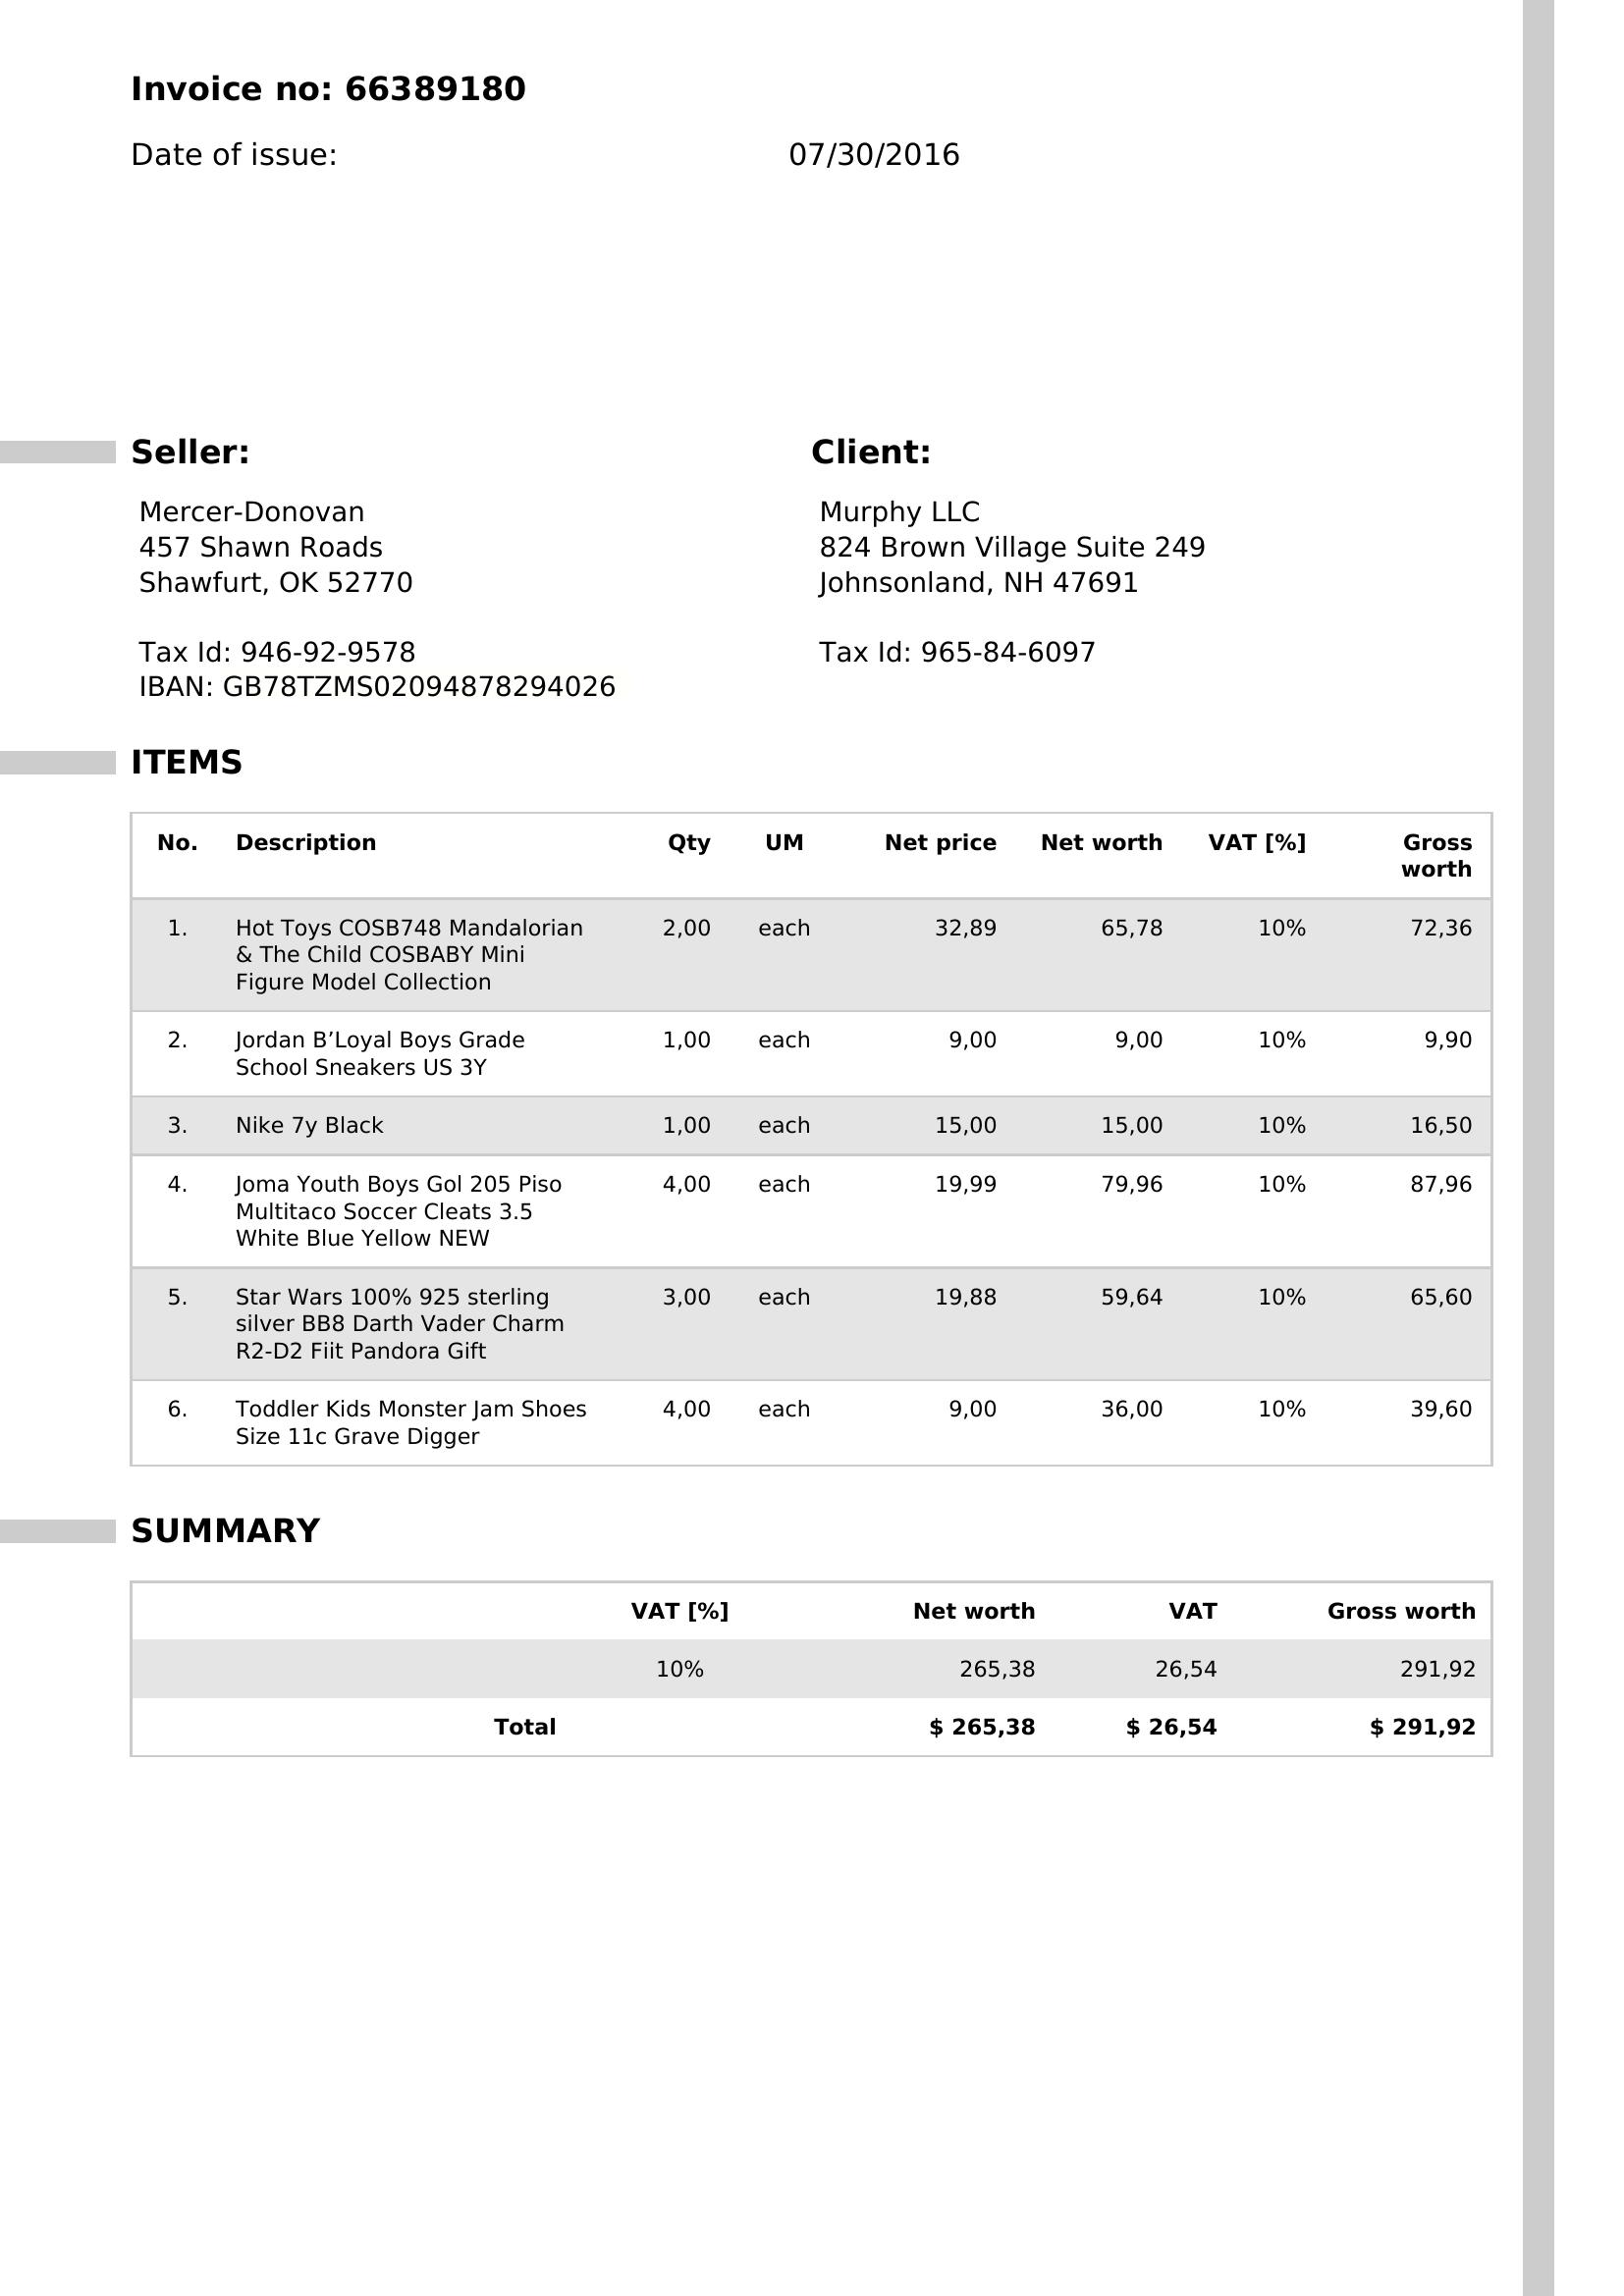 Invoice no: 66389180
Date of issue: 07/30/2016
Seller:
Mercer-Donovan
457 Shawn Roads
Shawfurt, OK 52770
Tax Id: 946-92-9578
IBAN: GB78TZMS02094878294026
Client:
Murphy LLC
824 Brown Village Suite 249
Johnsonland, NH 47691
Tax Id: 965-84-6097
ITEMS
No. Description Qty UM Net price Net worth VAT [%] Gross
worth
1. Hot Toys COSB748 Mandalorian 2,00 each 32,89 65,78 10% 72,36
& The Child COSBABY Mini
Figure Model Collection
2. Jordan B’Loyal Boys Grade 1,00 each 9,00 9,00 10% 9,90
School Sneakers US 3Y
3. Nike 7y Black 1,00 each 15,00 15,00 10% 16,50
4. Joma Youth Boys Gol 205 Piso 4,00 each 19,99 79,96 10% 87,96
Multitaco Soccer Cleats 3.5
White Blue Yellow NEW
5. Star Wars 100% 925 sterling 3,00 each 19,88 59,64 10% 65,60
silver BB8 Darth Vader Charm
R2-D2 Fiit Pandora Gift
6. Toddler Kids Monster Jam Shoes 4,00 each 9,00 36,00 10% 39,60
Size 11c Grave Digger
SUMMARY
VAT [%] Net worth VAT Gross worth
10% 265,38 26,54 291,92
Total $ 265,38 $ 26,54 $ 291,92